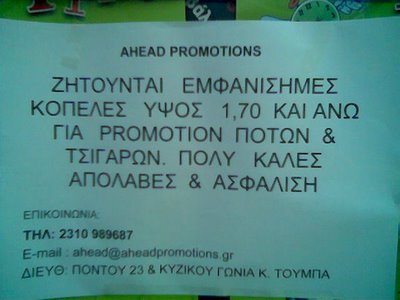 AHEAD PROMOTIONS
ΖΗΤΟΥΝΤΑΙ ΕΜΦΑΝΙΣΗΜΕΣ
ΚΟΠΕΛΕΣ ΥΨΟΣ 1,70 ΚΑΙ ΑΝΩ
ΓΙΑ PROMOTION ΠΟΤΩΝ &
ΤΣΙΓΑΡΩΝ. ΠΟΛΥ ΚΑΛΕΣ
ΑΠΟΛΑΒΕΣ & ΑΣΦΑΛΙΣΗ
ΕΠΙΚΟΙΝΩΝΙΑ:
ΤΗΛ: 2310 989687
E-mail : ahead@aheadpromotions.gr
ΔΙΕΥΘ: ΠΟΝΤΟΥ 23 & ΚΥΖΙΚΟΥ ΓΩΝΙΑ Κ. ΤΟΥΜΠΑ